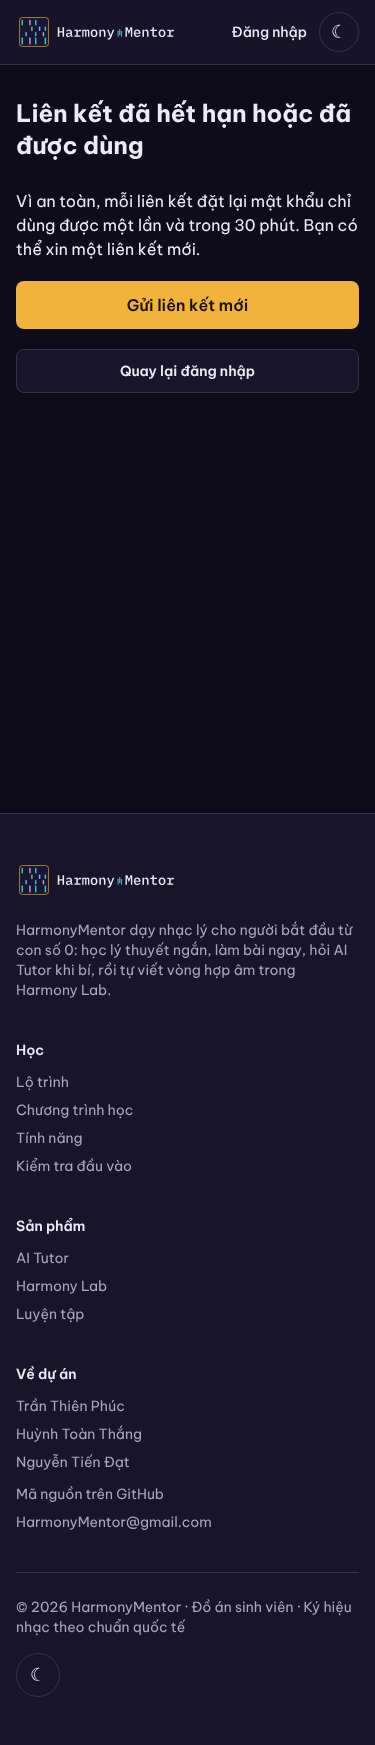 HarmonyMentor
Đăng nhập
Liên kết đã hết hạn hoặc đã
được dùng
Vì an toàn, mỗi liên kết đặt lại mật khẩu chỉ
dùng được một lần và trong 30 phút. Bạn có
thể xin một liên kết mới.
Gửi liên kết mới
Quay lại đăng nhập
HarmonyMentor
HarmonyMentor dạy nhạc lý cho người bắt đầu từ
con số 0: học lý thuyết ngắn, làm bài ngay, hỏi AI
Tutor khi bí, rồi tự viết vòng hợp âm trong
Harmony Lab.
Học
Lộ trình
Chương trình học
Tính năng
Kiểm tra đầu vào
Sản phẩm
AI Tutor
Harmony Lab
Luyện tập
Về dự án
Trần Thiên Phúc
Huỳnh Toàn Thắng
Nguyễn Tiến Đạt
Mã nguồn trên GitHub
HarmonyMentor@gmail.com
© 2026 HarmonyMentor · Đồ án sinh viên · Ký hiệu
nhạc theo chuẩn quốc tế